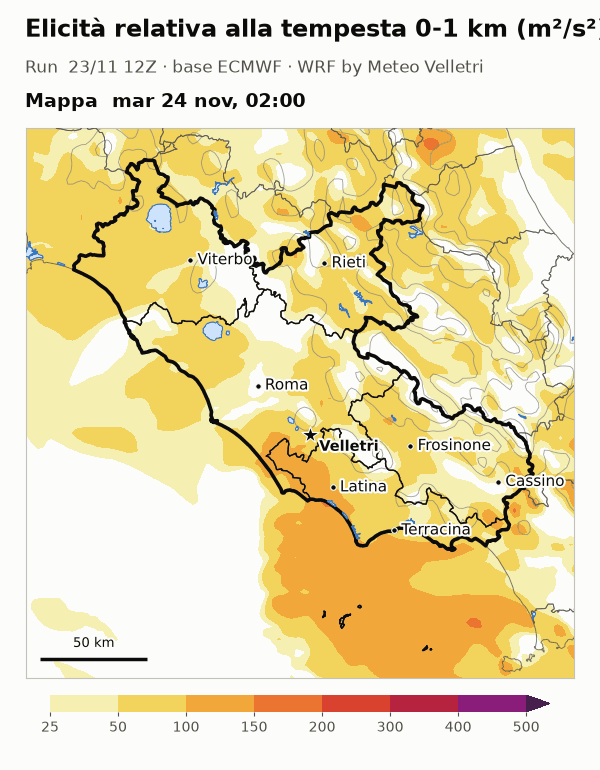 Elicità relativa alla tempesta 0-1 km (m²/s²)
Run  23/11 12Z · base ECMWF · WRF by Meteo Velletri
Mappa  mar 24 nov, 02:00
Viterbo
Rieti
Roma
Velletri
Frosinone
Cassino
Latina
Terracina
50 km
25 50 100 150 200 300 400 500